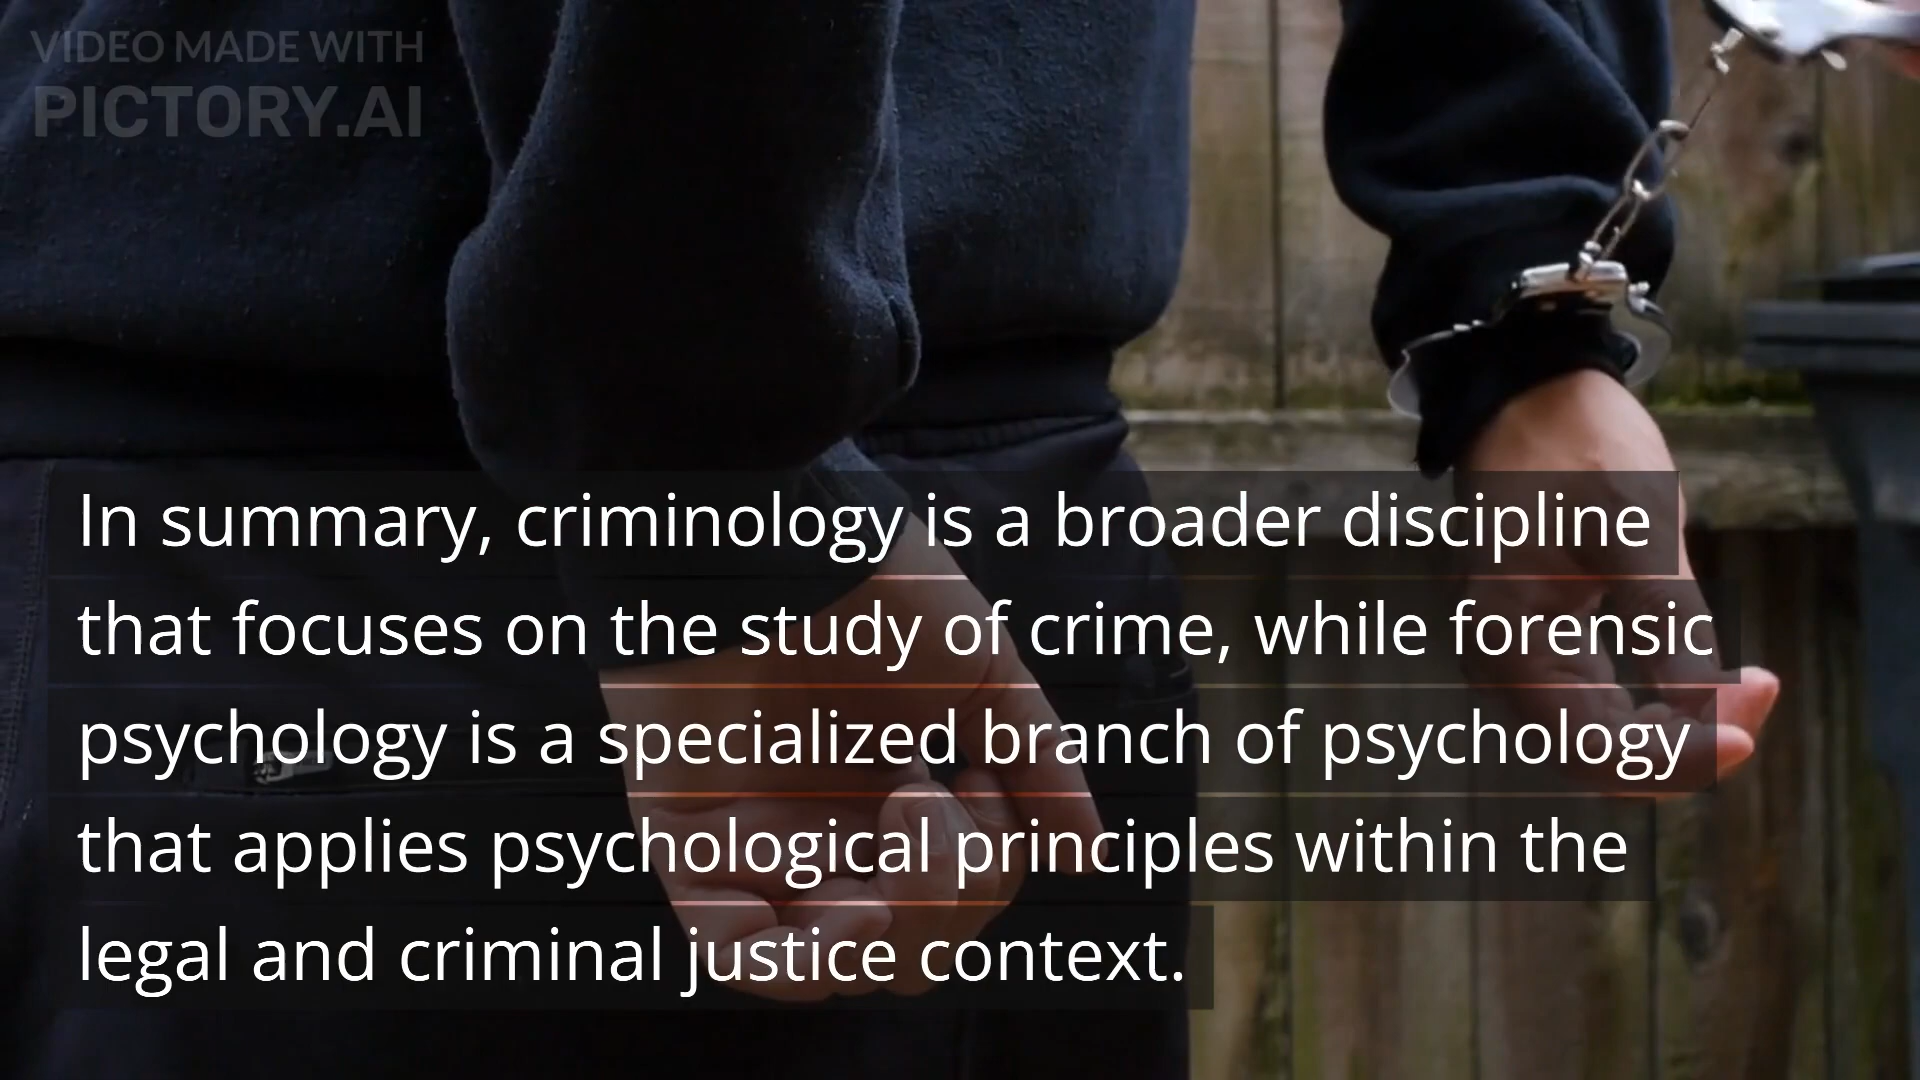 VIDEO MADE WITH
PICTORY.AI
In summary, criminology is a broader discipline
that focuses on the study of crime, while forensic
psychology is a specialized branch of psychology
that applies psychological principles within the
legal and criminal justice context.